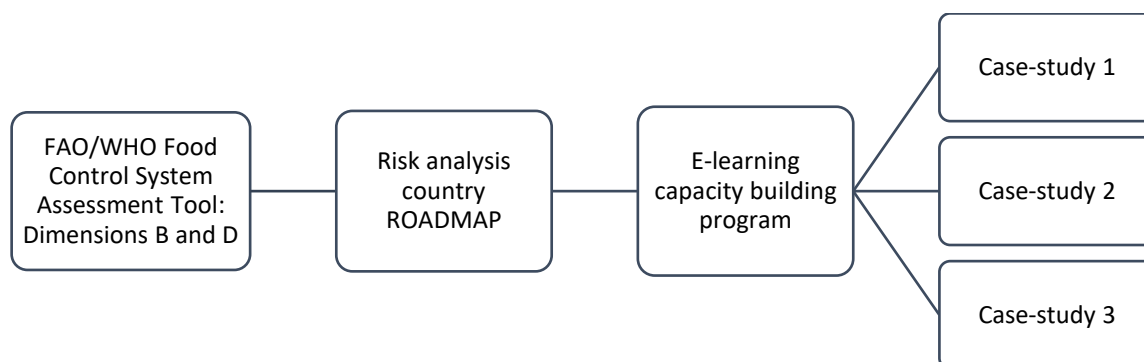 FAO/WHO Food
Control System
Assessment Tool:
Dimensions B and D
Risk analysis
country
ROADMAP
E-learning
capacity building
program
Case-study 1
Case-study 2
Case-study 3